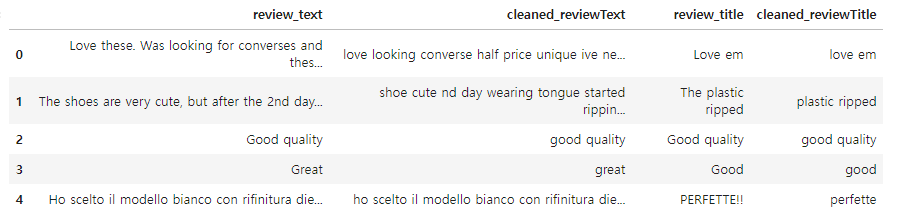 review_text cleaned_reviewText review_title cleaned_reviewTitle
0 Love these. Was looking for converses and thes... love looking converse half price unique ive ne... Love em love em
1 The shoes are very cute, but after the 2nd day... shoe cute nd day wearing tongue started rippin... The plastic ripped plastic ripped
2 Good quality good quality Good quality good quality
3 Great great Good good
4 Ho scelto il modello bianco con rifinitura die... ho scelto il modello bianco con rifinitura die... PERFETTE!! perfette